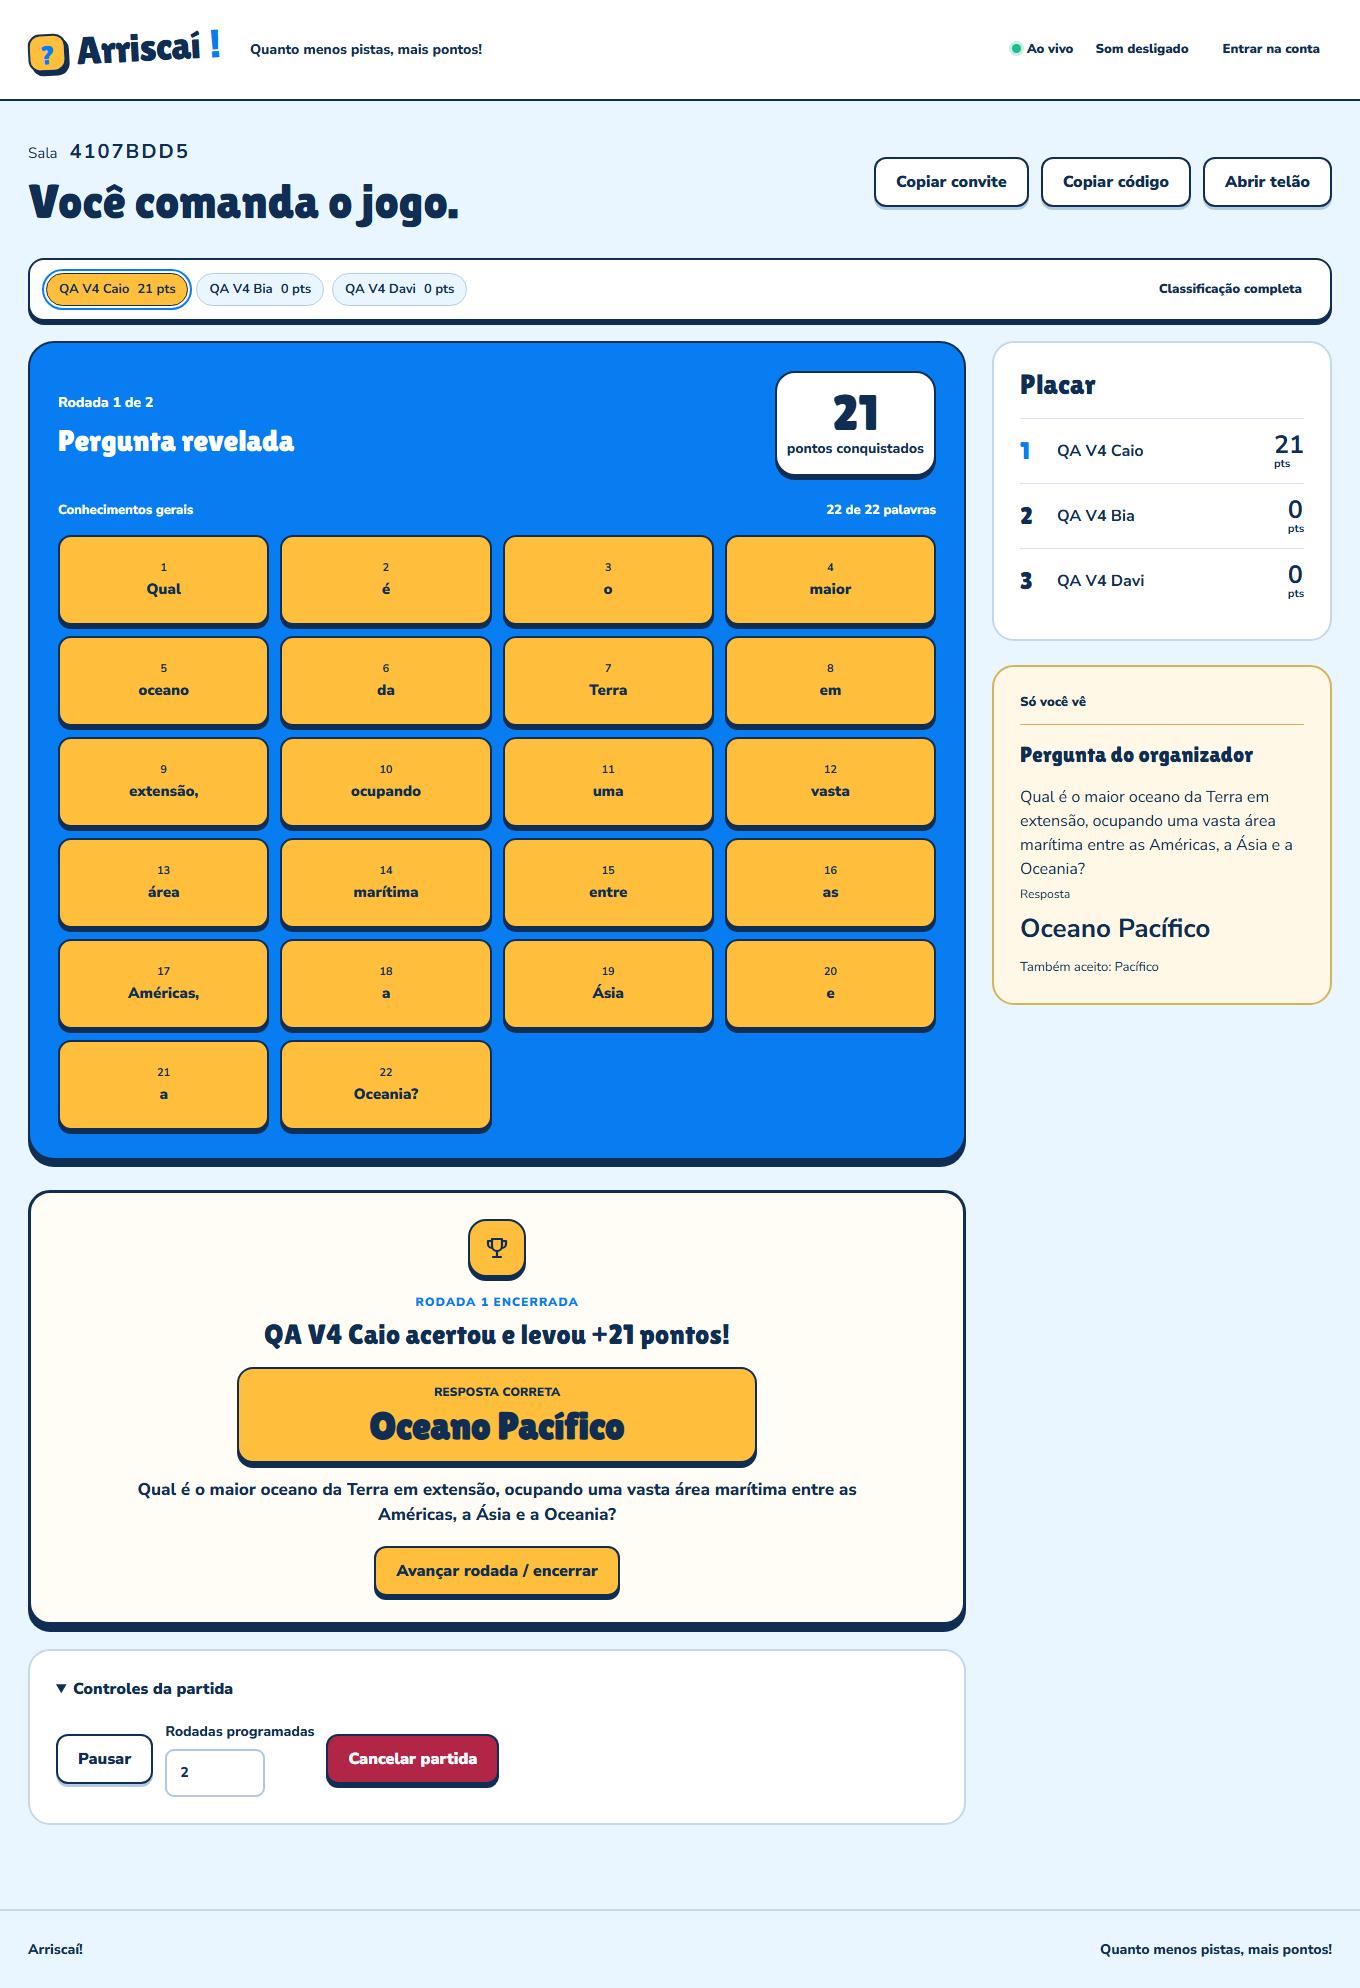 ? Arriscaí !
Quanto menos pistas, mais pontos!
Ao vivo
Som desligado
Entrar na conta
Sala 4107BDD5
Você comanda o jogo.
Copiar convite
Copiar código
Abrir telão
QA V4 Caio 21 pts
QA V4 Bia 0 pts
QA V4 Davi 0 pts
Classificação completa
Rodada 1 de 2
Pergunta revelada
21
pontos conquistados
Conhecimentos gerais
22 de 22 palavras
1
Qual
2
é
3
o
4
maior
5
oceano
6
da
7
Terra
8
em
9
extensão,
10
ocupando
11
uma
12
vasta
13
área
14
marítima
15
entre
16
as
17
Américas,
18
a
19
Ásia
20
e
21
a
22
Oceania?
Placar
1 QA V4 Caio 21
pts
2 QA V4 Bia 0
pts
3 QA V4 Davi 0
pts
Só você vê
Pergunta do organizador
Qual é o maior oceano da Terra em
extensão, ocupando uma vasta área
marítima entre as Américas, a Ásia e a
Oceania?
Resposta
Oceano Pacífico
Também aceito: Pacífico
RODADA 1 ENCERRADA
QA V4 Caio acertou e levou +21 pontos!
RESPOSTA CORRETA
Oceano Pacífico
Qual é o maior oceano da Terra em extensão, ocupando uma vasta área marítima entre as
Américas, a Ásia e a Oceania?
Avançar rodada / encerrar
▼ Controles da partida
Pausar
Rodadas programadas
2
Cancelar partida
Arriscaí!
Quanto menos pistas, mais pontos!